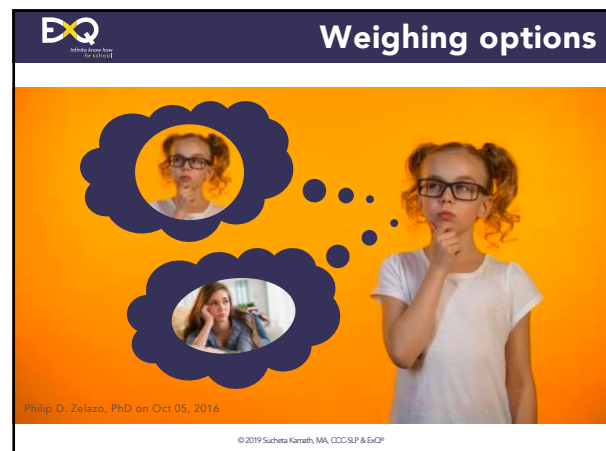 EXQ
Infinite know how
for school
Weighing options
Philip D. Zelazo, PhD on Oct 05, 2016
© 2019 Sucheta Kamath, MA, CCC-SLP & ExQ®